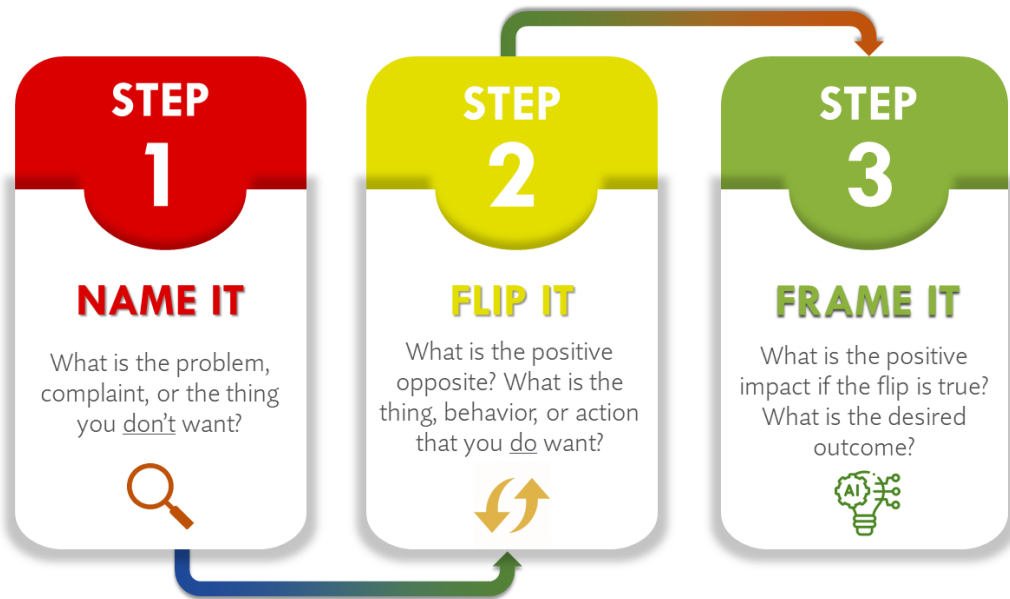 STEP
1
NAME IT
What is the problem,
complaint, or the thing
you don't want?
STEP
2
FLIP IT
What is the positive
opposite? What is the
thing, behavior, or action
that you do want?
STEP
3
FRAME IT
What is the positive
impact if the flip is true?
What is the desired
outcome?
AI